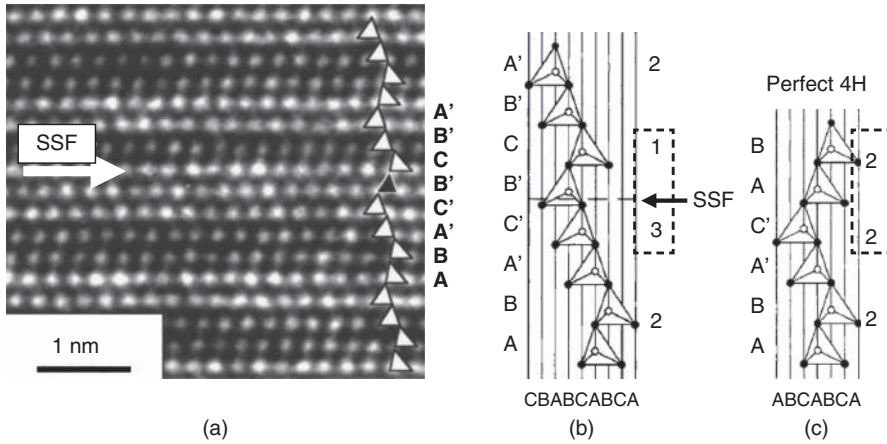 SSF
1 nm
A'
B'
C
B'
C'
A'
B
A
(a)
A'
B'
C
B'
C'
A'
B
A
2
1
SSF
3
2
CBABCABCA
(b)
Perfect 4H
B
A
C'
A'
B
A
2
2
2
ABCABCA
(c)